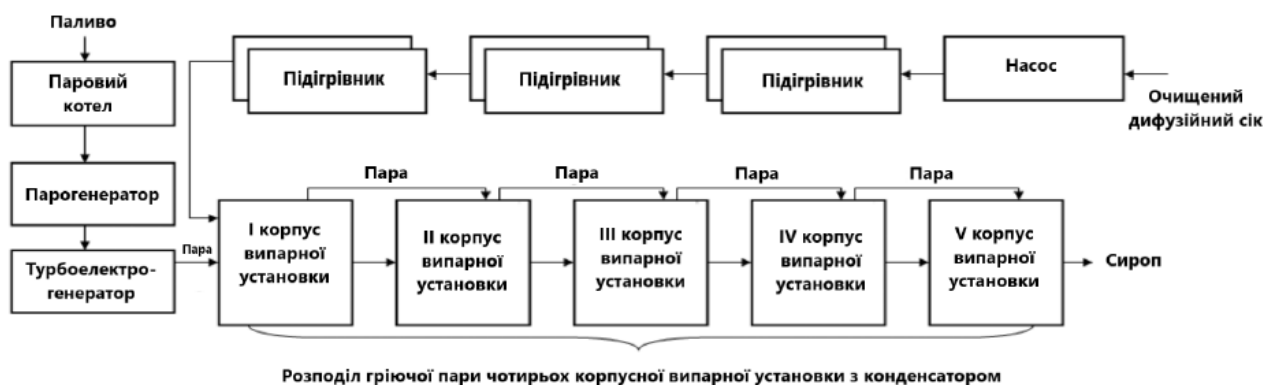 Паливо
Паровий
котел
Парогенератор
Турбоелектро-
генератор
Пара
Підігрівник
Підігрівник
Підігрівник
Насос
Очищений
дифузійний сік
Пара
Пара
Пара
Пара
I корпус
випарної
установки
II корпус
випарної
установки
III корпус
випарної
установки
IV корпус
випарної
установки
V корпус
випарної
установки
Сироп
Розподіл гріючої пари чотирьох корпусної випарної установки з конденсатором